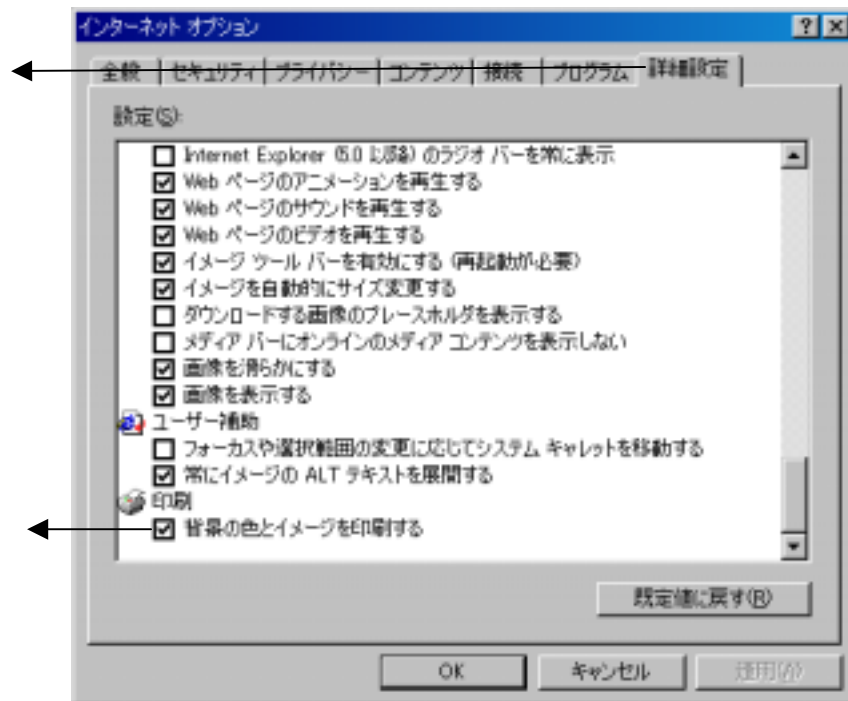 インターネット オプション
全般 セキュリティ プライバシー コンテンツ 接続 プログラム 詳細設定
設定(S):
Internet Explorer (5.0 以降) のラジオ バーを常に表示
Web ページのアニメーションを再生する
Web ページのサウンドを再生する
Web ページのビデオを再生する
イメージ ツール バーを有効にする (再起動が必要)
イメージを自動的にサイズ変更する
ダウンロードする画像のプレースホルダを表示する
メディア バーにオンラインのメディア コンテンツを表示しない
画像を滑らかにする
画像を表示する
ユーザー補助
フォーカスや選択範囲の変更に応じてシステム キャレットを移動する
常にイメージの ALT テキストを展開する
印刷
背景の色とイメージを印刷する
既定値に戻す(R)
OK キャンセル 適用(A)